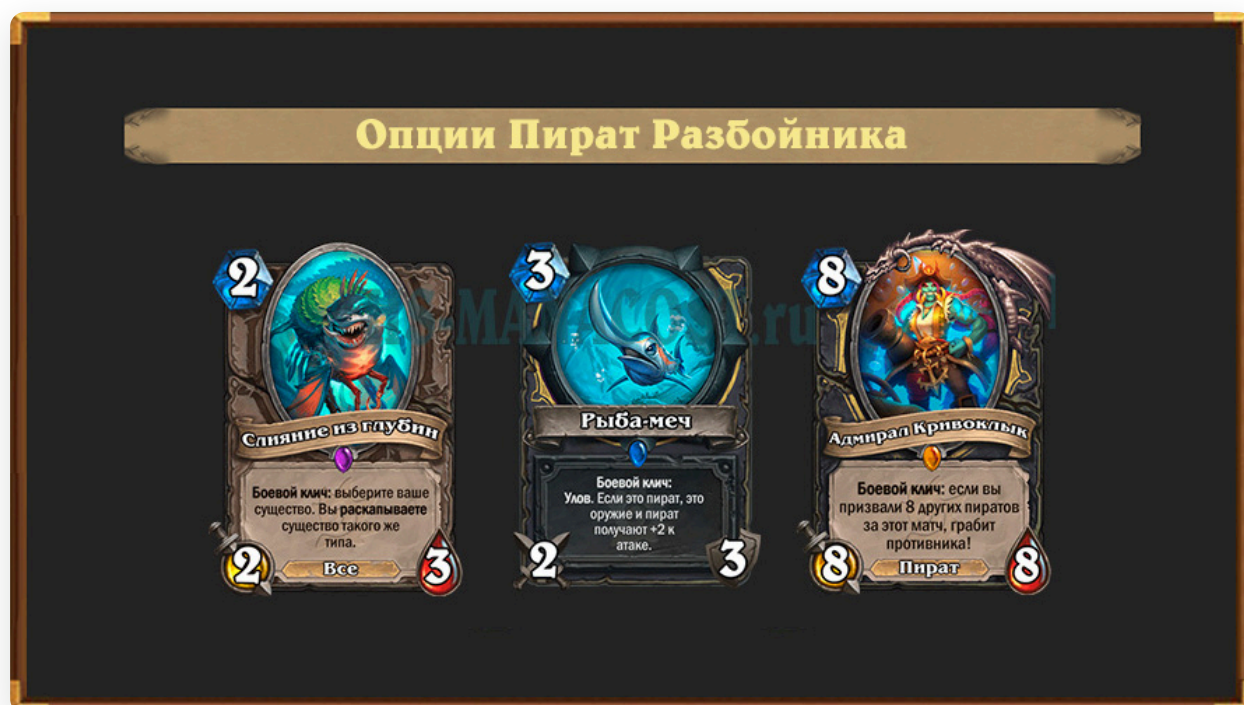 Опции Пират Разбойника
HS-MANACOST.ru
2
3
8
Слияние из глубин
Боевой клич: выберите ваше
существо. Вы раскапываете
существо такого же
типа.
2
Все
3
Рыба-меч
Боевой клич:
Улов. Если это пират, это
оружие и пират
получают +2 к
атаке.
2
3
Адмирал Кривоклык
Боевой клич: если вы
призвали 8 других пиратов
за этот матч, грабит
противника!
8
Пират
8